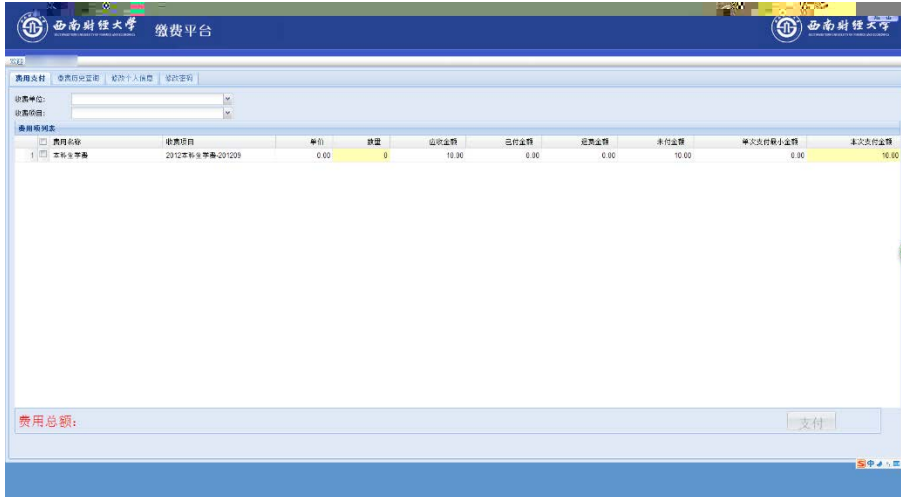 西南财经大学 缴费平台
西南财经大学
费用支付 缴费历史查询 修改个人信息 修改密码
收费单位:
收费项目:
费用项列表
费用名称 收费项目 单价 数量 应收金额 已付金额 退费金额 未付金额 单次支付最小金额 本次支付金额
1 本科生学费 2012本科生学费-201209 0.00 0 10.00 0.00 0.00 10.00 0.00 10.00
费用总额:
支付
中